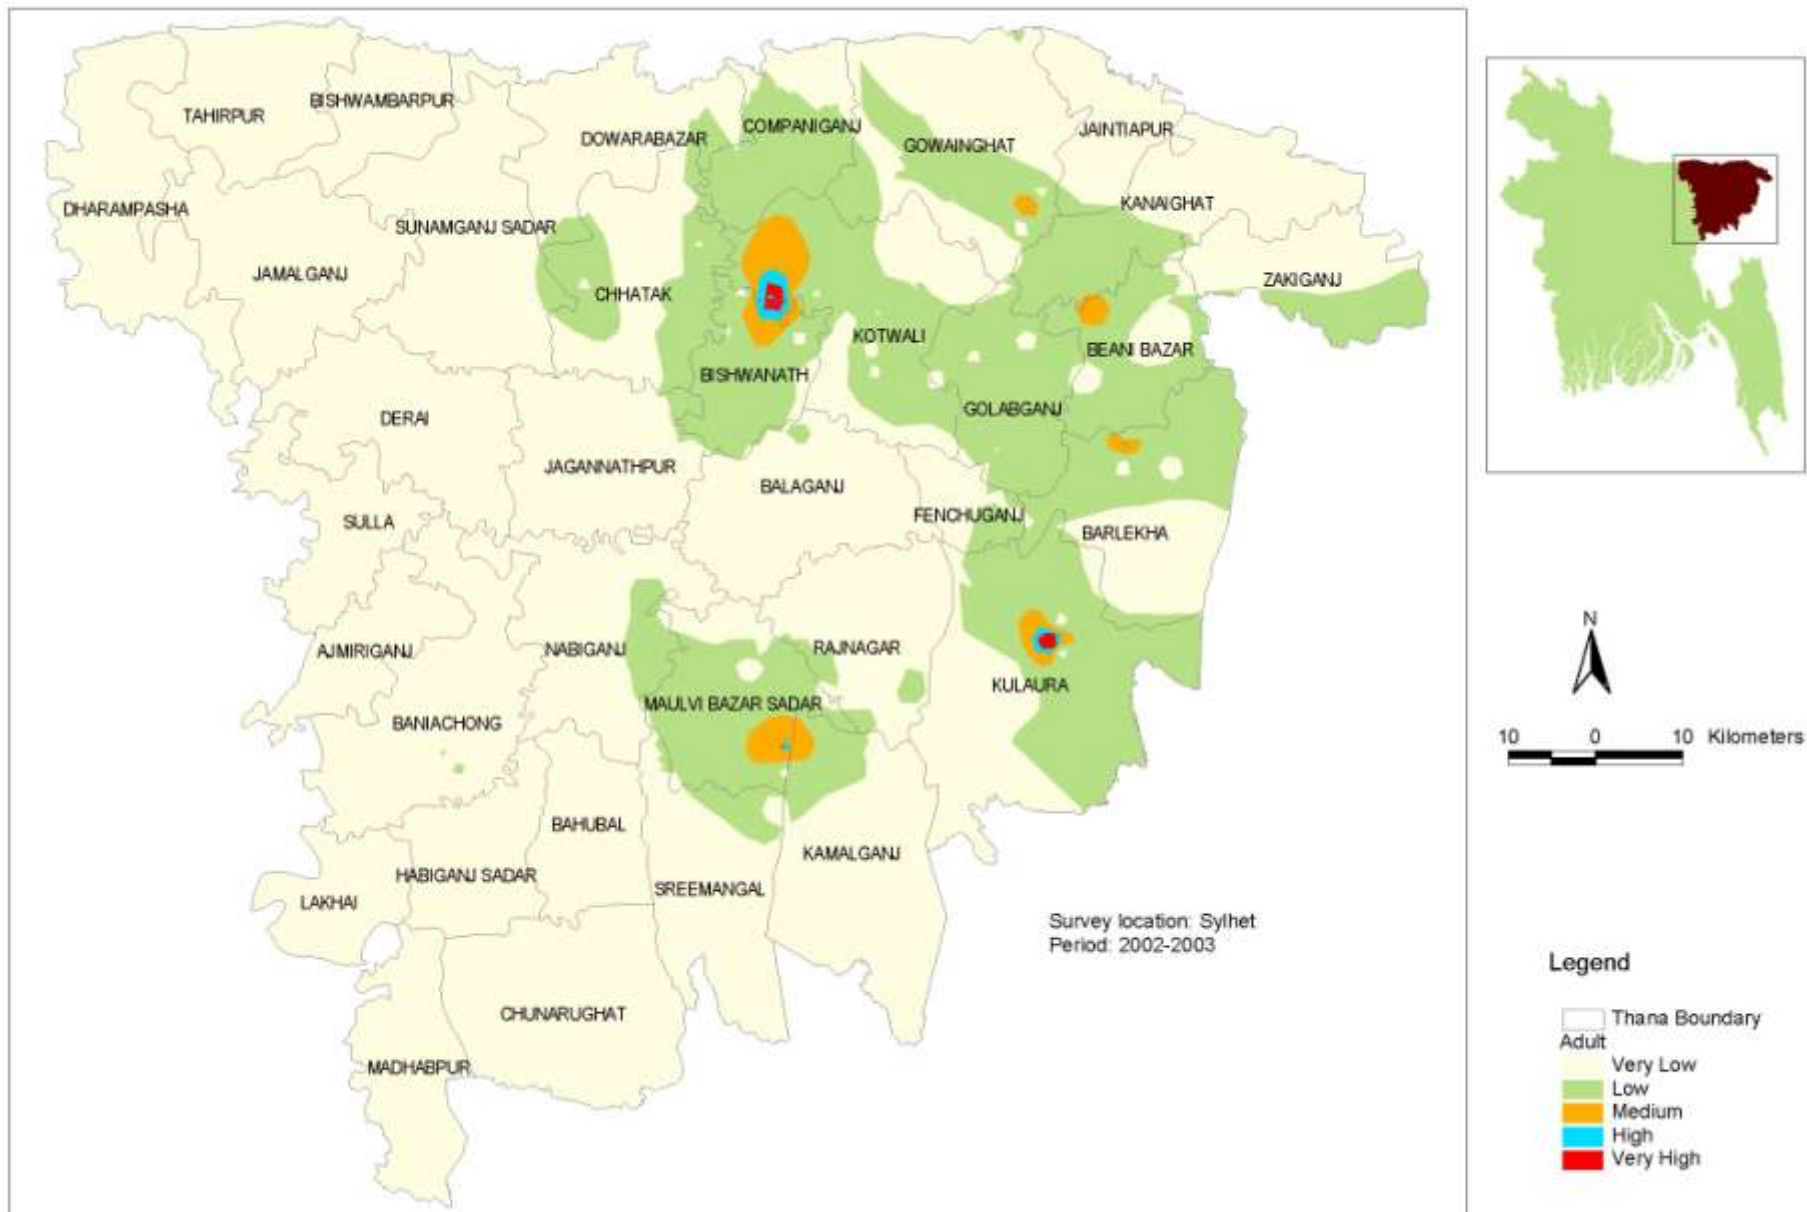 BISHWAMBARPUR
TAHIRPUR
COMPANIGANJ
JAINTIAPUR
DOWARABAZAR
GOWAINGHAT
KANAIGHAT
DHARAMPASHA
SUNAMGANJ SADAR
JAMALGANJ
ZAKIGANJ
CHHATAK
KOTWALI
BEANI BAZAR
BISHWANATH
GOLABGANJ
DERAI
JAGANNATHPUR
BALAGANJ
SULLA
FENCHUGANJ
BARLEKHA
AJMIRIGANJ
NABIGANJ
RAJNAGAR
KULAURA
MAULVI BAZAR SADAR
BANIACHONG
BAHUBAL
KAMALGANJ
HABIGANJ SADAR
SREEMANGAL
LAKHAI
CHUNARUGHAT
MADHABPUR
Survey location: Sylhet
Period: 2002-2003
N
10 0 10 Kilometers
Legend
Thana Boundary
Adult
Very Low
Low
Medium
High
Very High